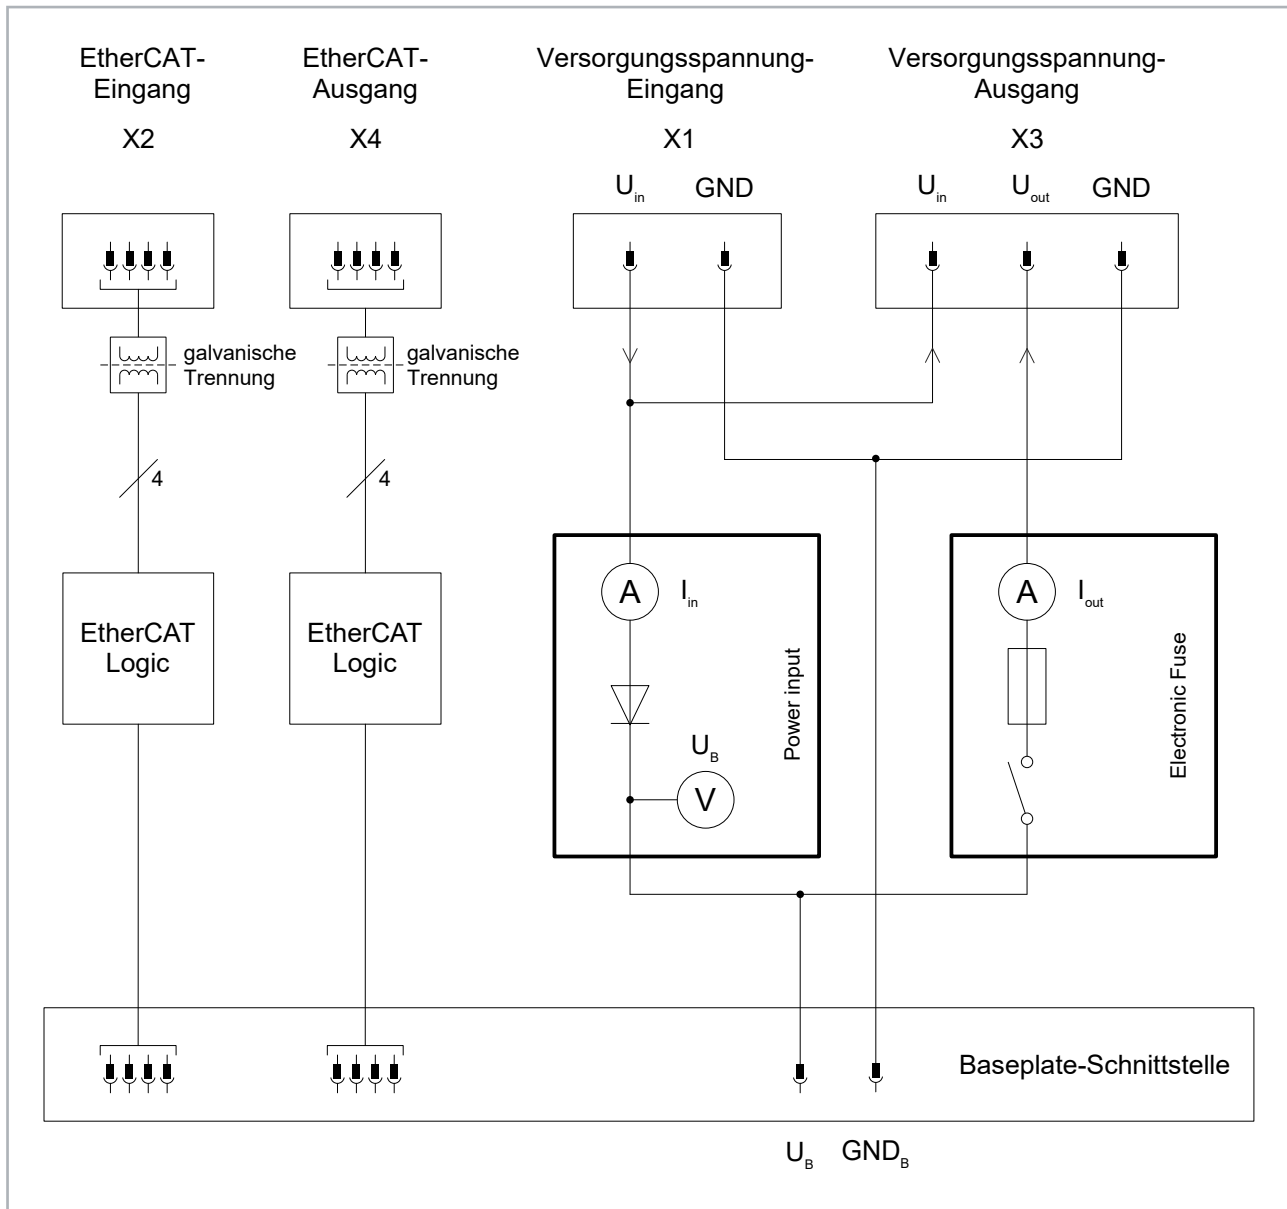 EtherCAT-
Eingang
X2
EtherCAT-
Ausgang
X4
Versorgungsspannung-
Eingang
X1
Versorgungsspannung-
Ausgang
X3
U_in GND
U_in U_out GND
galvanische
Trennung
galvanische
Trennung
4
4
EtherCAT
Logic
EtherCAT
Logic
A I_in
U_B
V
Power input
A I_out
Electronic Fuse
Baseplate-Schnittstelle
U_B GND_B